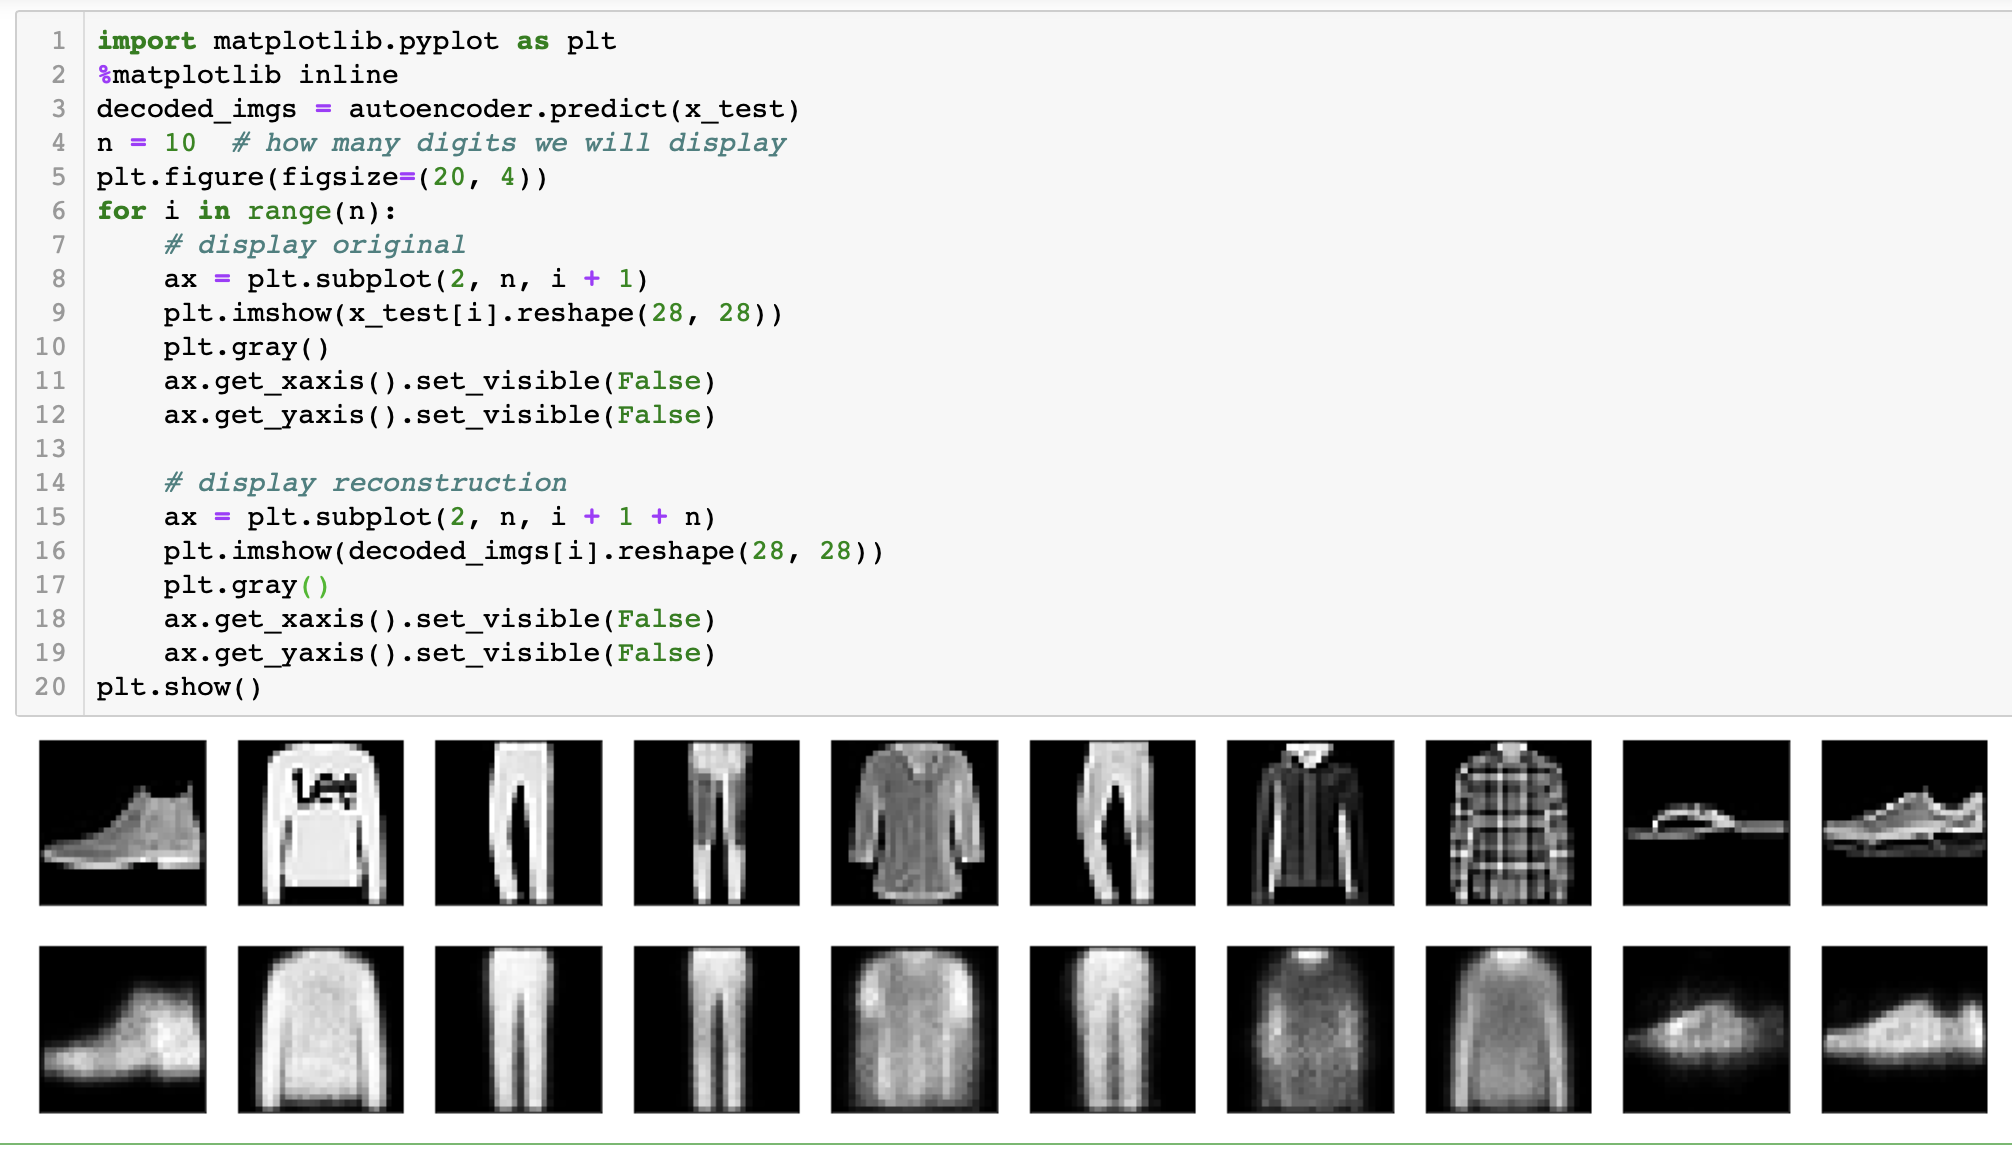 1 import matplotlib.pyplot as plt
2 %matplotlib inline
3 decoded_imgs = autoencoder.predict(x_test)
4 n = 10  # how many digits we will display
5 plt.figure(figsize=(20, 4))
6 for i in range(n):
7     # display original
8     ax = plt.subplot(2, n, i + 1)
9     plt.imshow(x_test[i].reshape(28, 28))
10     plt.gray()
11     ax.get_xaxis().set_visible(False)
12     ax.get_yaxis().set_visible(False)
13
14     # display reconstruction
15     ax = plt.subplot(2, n, i + 1 + n)
16     plt.imshow(decoded_imgs[i].reshape(28, 28))
17     plt.gray()
18     ax.get_xaxis().set_visible(False)
19     ax.get_yaxis().set_visible(False)
20 plt.show()
Lee